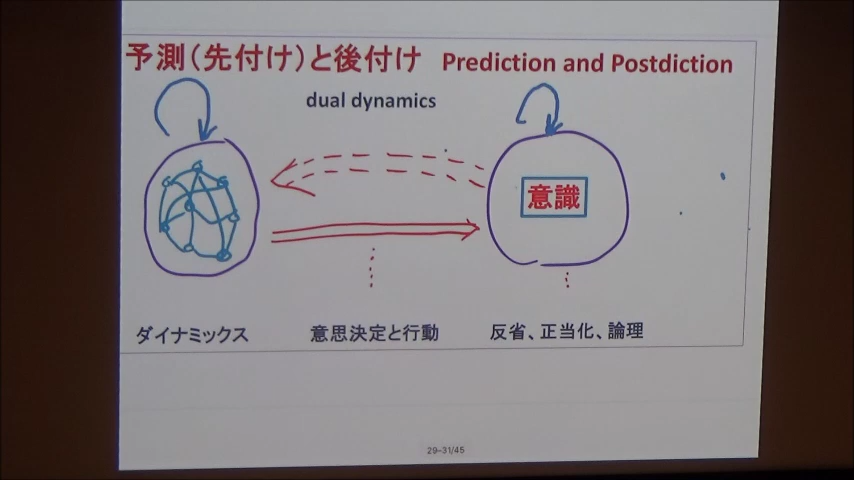 予測(先付け)と後付け Prediction and Postdiction
dual dynamics
意識
ダイナミックス 意思決定と行動 反省、正当化、論理
29–31/45